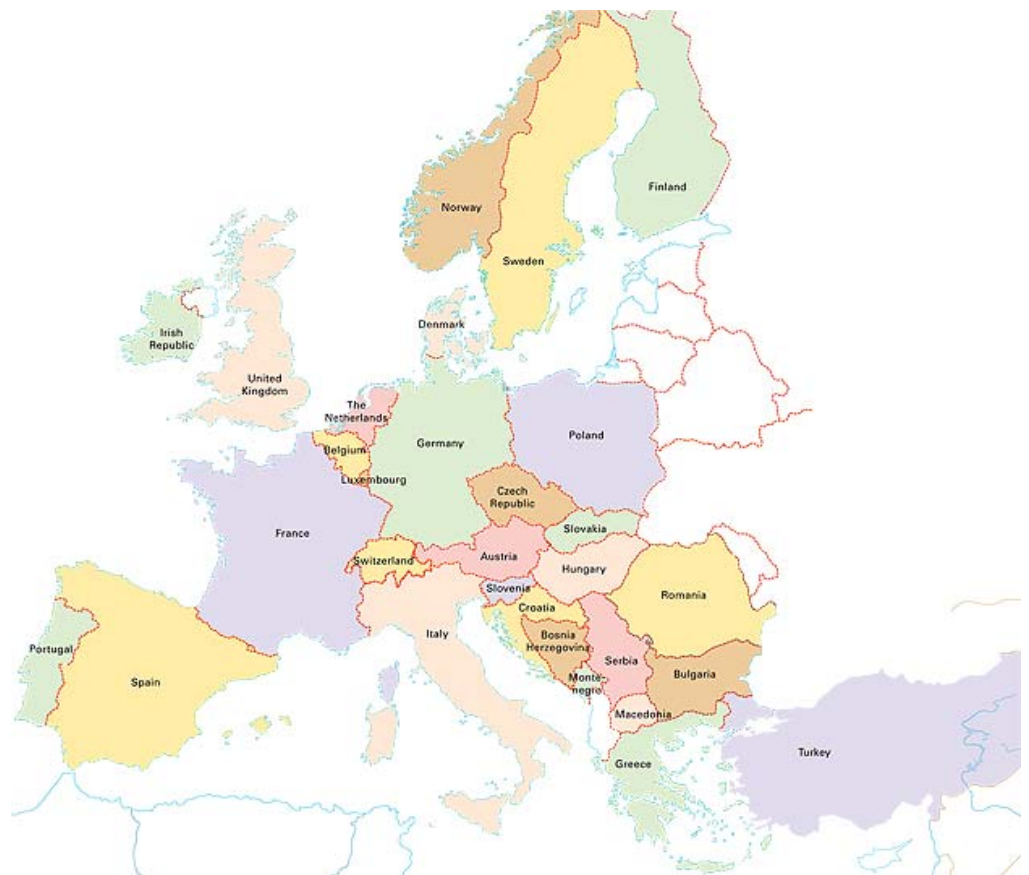 Norway
Finland
Sweden
Denmark
Irish
Republic
United
Kingdom
The
Netherlands
Belgium
Luxembourg
Germany
Poland
Czech
Republic
Slovakia
France
Switzerland
Austria
Hungary
Slovenia
Croatia
Romania
Italy
Bosnia
Herzegovina
Serbia
Monte-
negro
Bulgaria
Macedonia
Portugal
Spain
Greece
Turkey